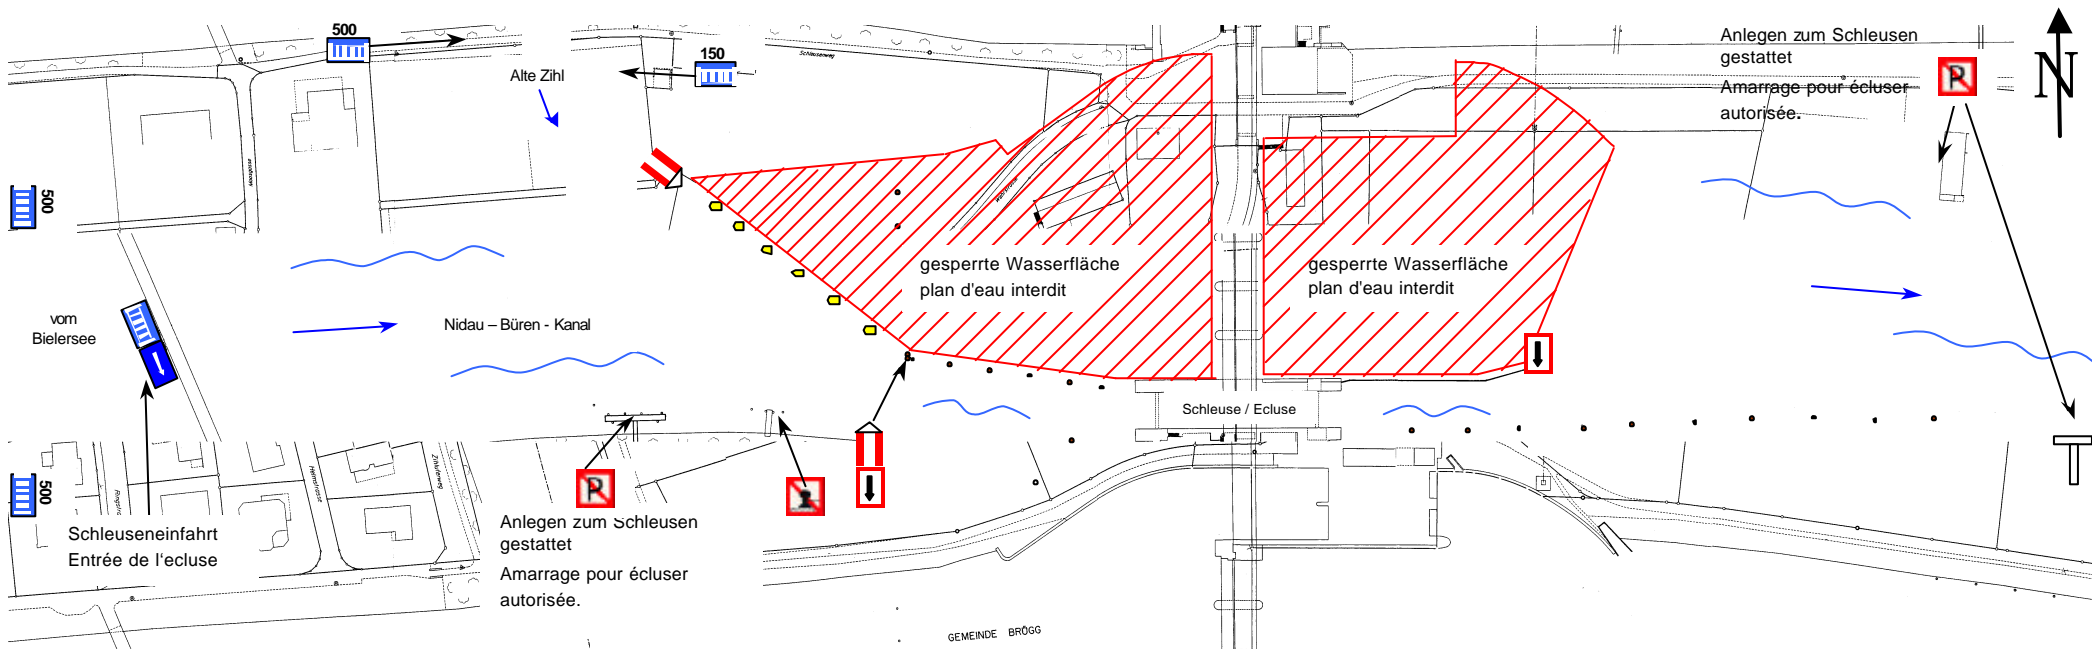 500
Alte Zihl
150
Schleusenweg
Anlegen zum Schleusen
gestattet
Amarrage pour écluser
autorisée.
P
N
500
gesperrte Wasserfläche
plan d'eau interdit
gesperrte Wasserfläche
plan d'eau interdit
vom
Bielersee
Nidau – Büren - Kanal
Schleuse / Ecluse
500
P
Schleuseneinfahrt
Entrée de l'ecluse
Anlegen zum Schleusen
gestattet
Amarrage pour écluser
autorisée.
GEMEINDE BRÜGG